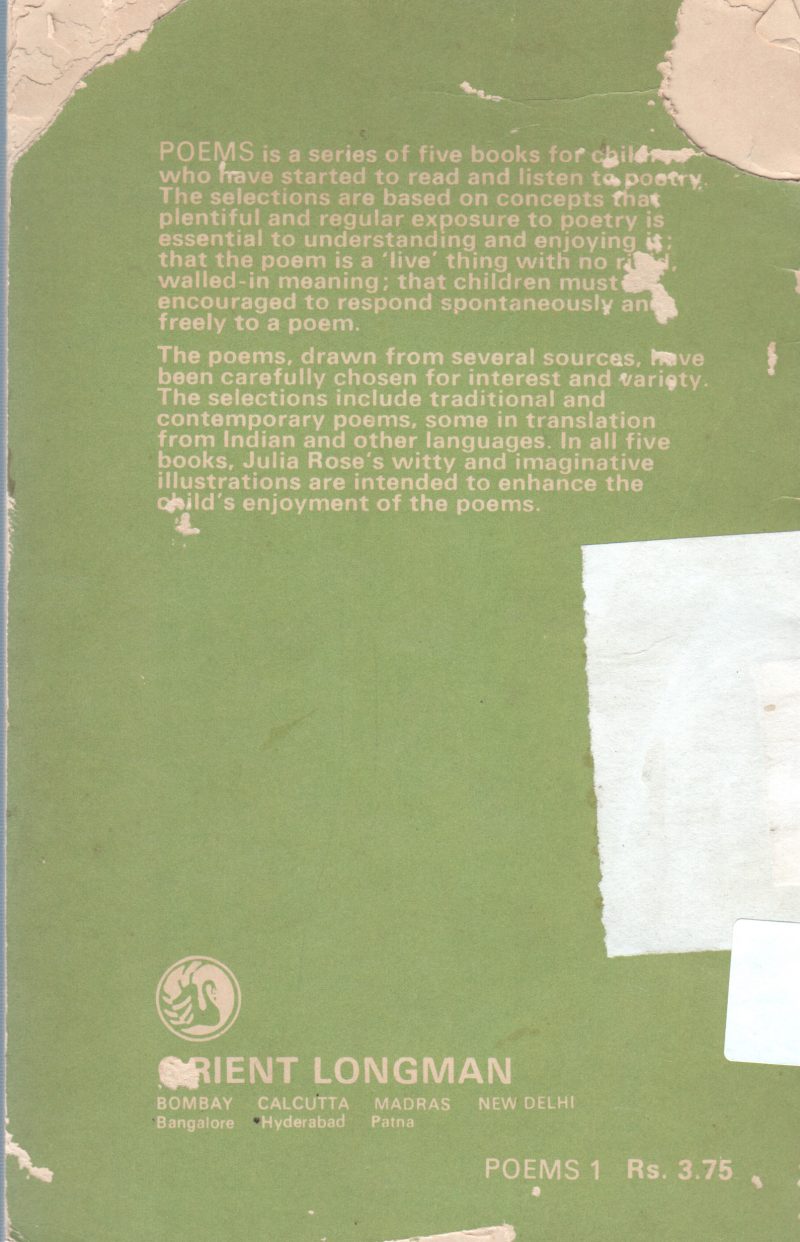 POEMS is a series of five books for
who have started to read and listen to poetry.
The selections are based on concepts that
plentiful and regular exposure to poetry is
essential to understanding and enjoying it;
that the poem is a 'live' thing with no
walled-in meaning; that children must
encouraged to respond spontaneously and
freely to a poem.
The poems, drawn from several sources, have
been carefully chosen for interest and variety.
The selections include traditional and
contemporary poems, some in translation
from Indian and other languages. In all five
books, Julia Rose's witty and imaginative
illustrations are intended to enhance the
child's enjoyment of the poems.
ORIENT LONGMAN
BOMBAY CALCUTTA MADRAS NEW DELHI
Bangalore Hyderabad Patna
POEMS 1 Rs. 3.75